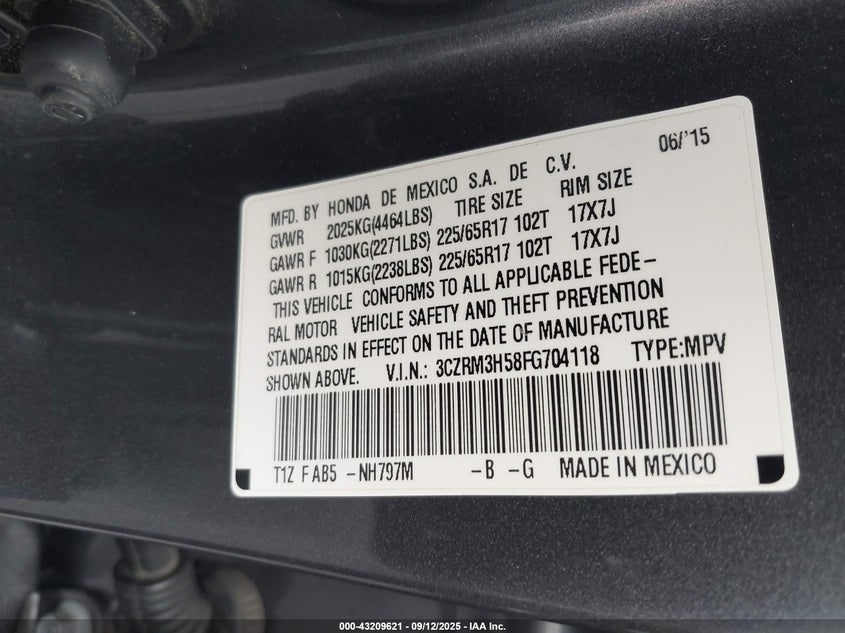 06/'15
MFD. BY HONDA DE MEXICO S.A. DE C.V.
GVWR 2025KG(4464LBS) TIRE SIZE RIM SIZE
GAWR F 1030KG(2271LBS) 225/65R17 102T 17X7J
GAWR R 1015KG(2238LBS) 225/65R17 102T 17X7J
THIS VEHICLE CONFORMS TO ALL APPLICABLE FEDE-
RAL MOTOR VEHICLE SAFETY AND THEFT PREVENTION
STANDARDS IN EFFECT ON THE DATE OF MANUFACTURE
SHOWN ABOVE. V.I.N.: 3CZRM3H58FG704118 TYPE:MPV
T1Z F AB5 -NH797M -B -G MADE IN MEXICO
000-43209621 - 09/12/2025 - IAA Inc.